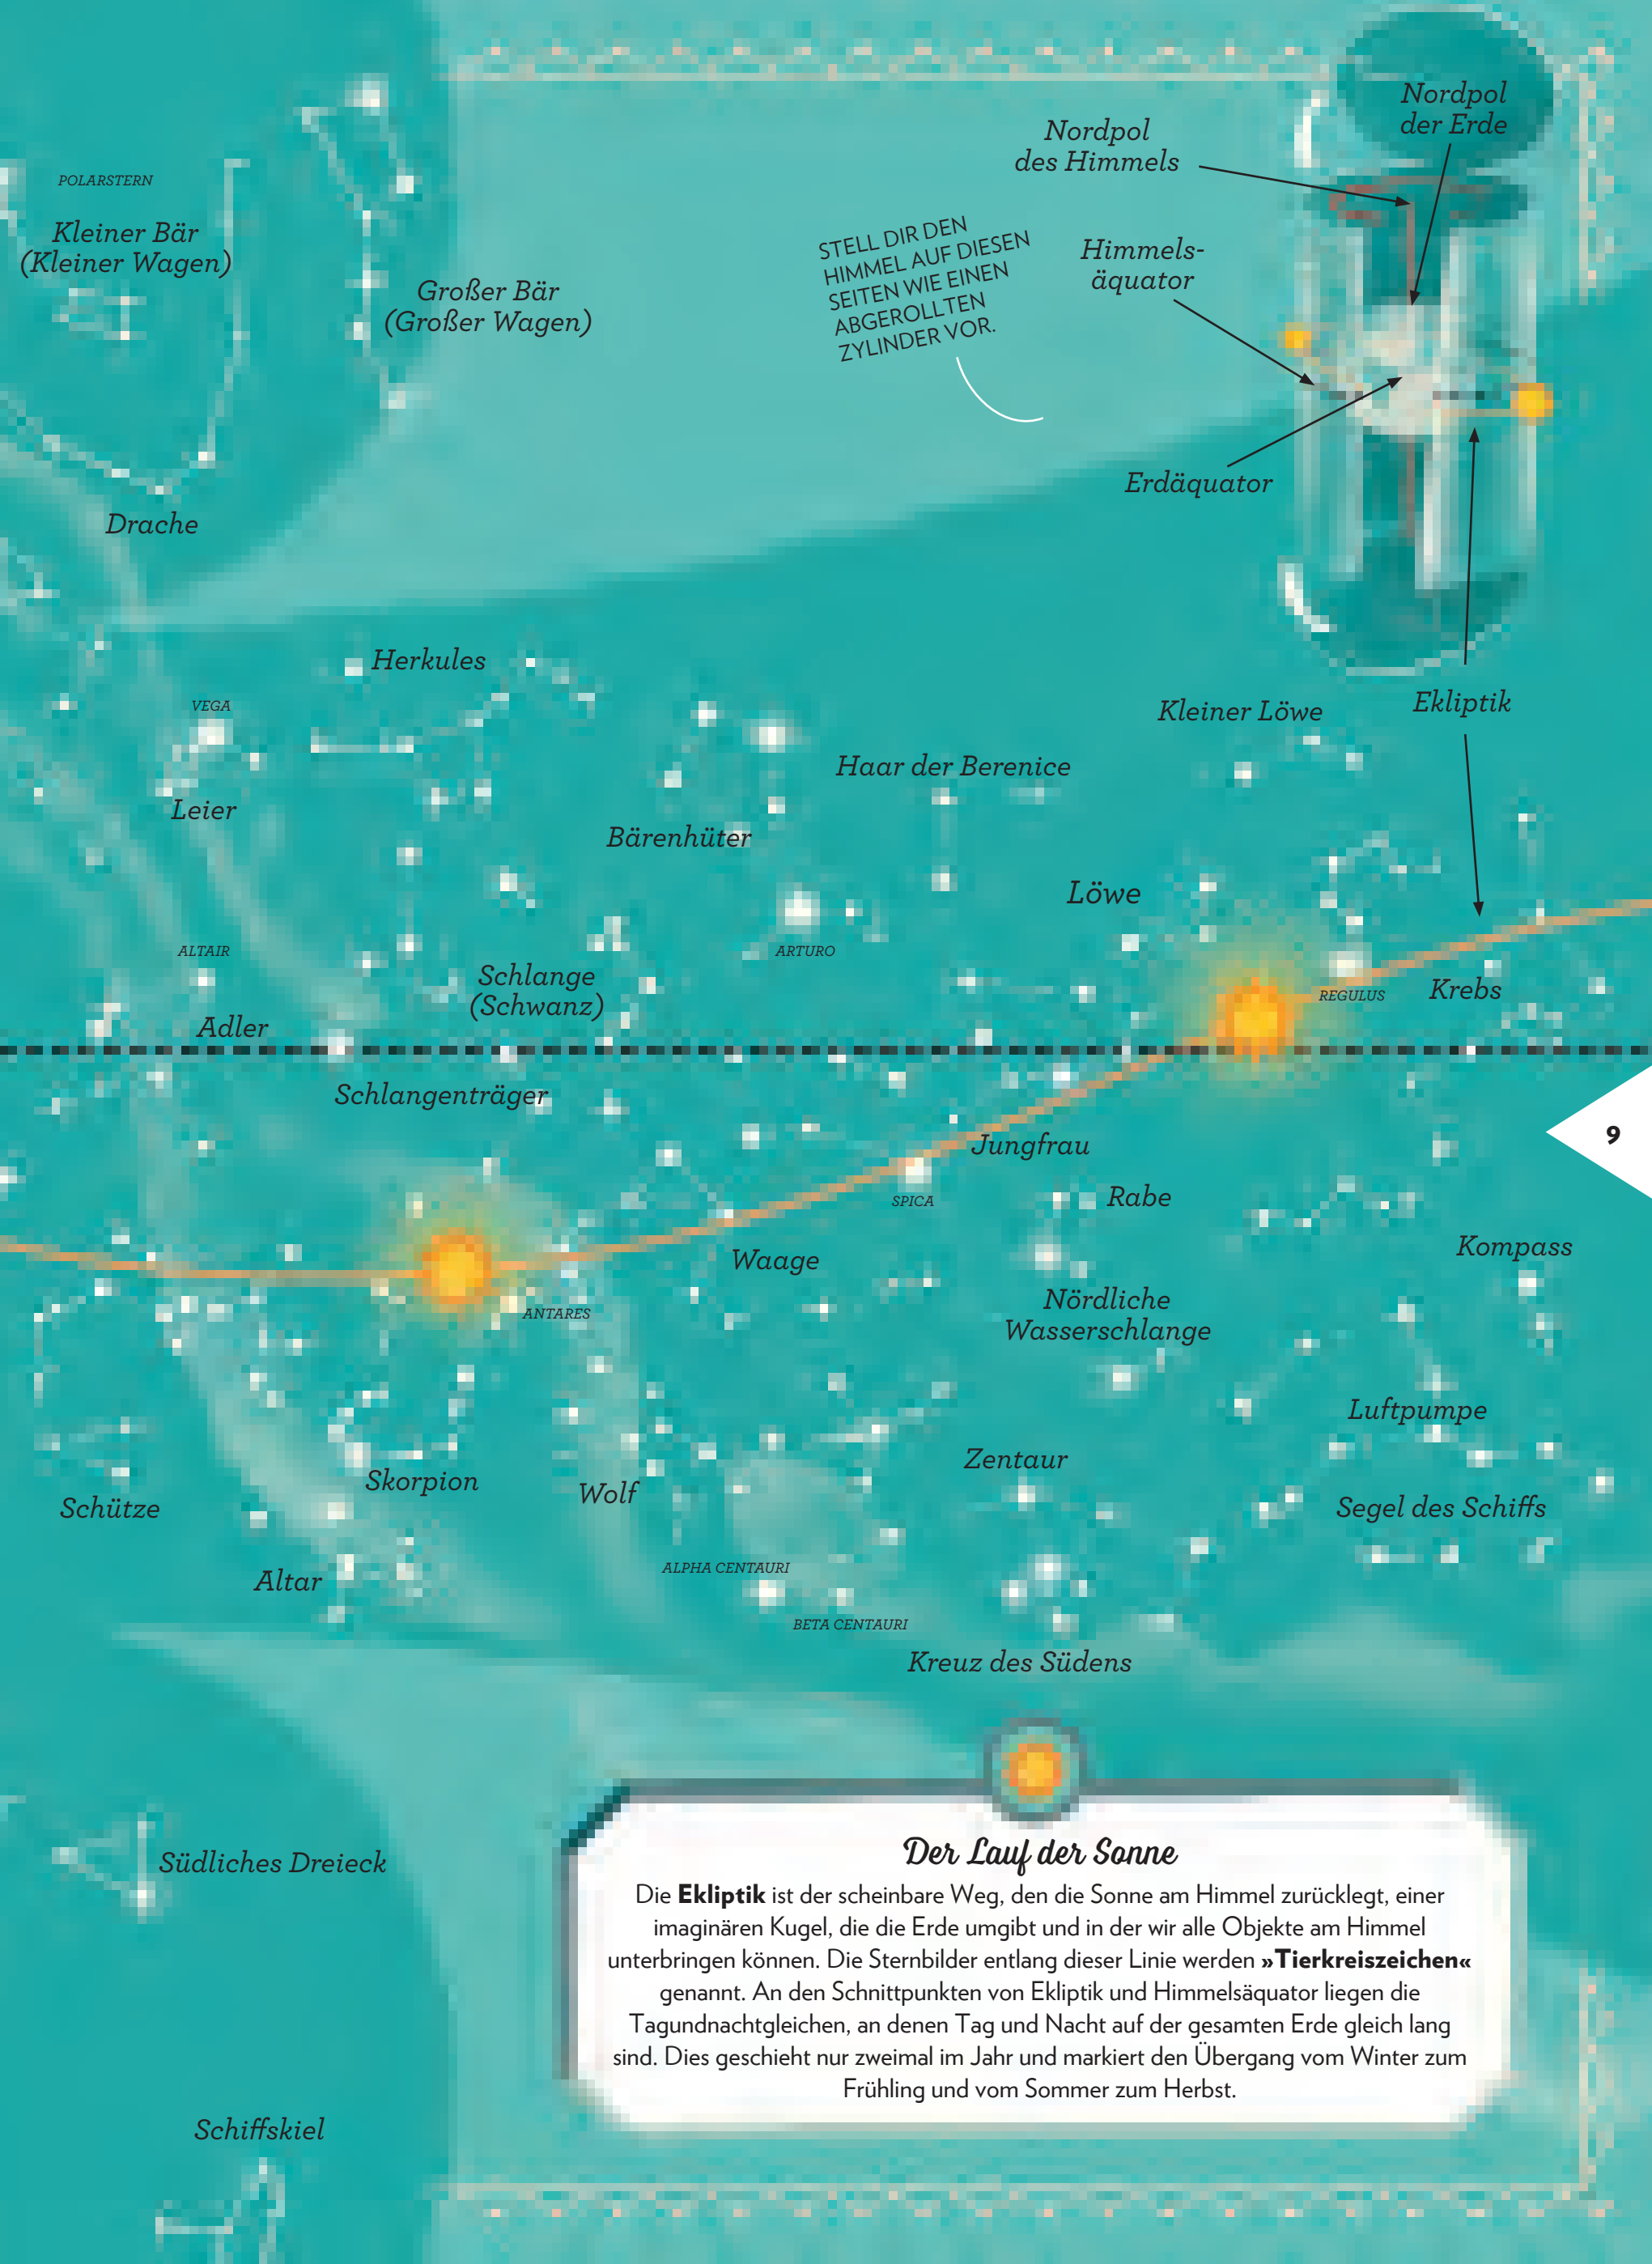 Nordpol
der Erde
Nordpol
des Himmels
POLARSTERN
Kleiner Bär
(Kleiner Wagen)
STELL DIR DEN
HIMMEL AUF DIESEN
SEITEN WIE EINEN
ABGEROLLTEN
ZYLINDER VOR.
Himmels-
äquator
Großer Bär
(Großer Wagen)
Erdäquator
Drache
Herkules
VEGA
Kleiner Löwe
Ekliptik
Haar der Berenice
Leier
Bärenhüter
Löwe
ALTAIR
ARTURO
Schlange
(Schwanz)
REGULUS
Krebs
Adler
Schlangenträger
9
Jungfrau
SPICA
Rabe
Kompass
Waage
Nördliche
Wasserschlange
ANTARES
Luftpumpe
Zentaur
Skorpion
Wolf
Schütze
Segel des Schiffs
ALPHA CENTAURI
Altar
BETA CENTAURI
Kreuz des Südens
Südliches Dreieck
Der Lauf der Sonne
Die Ekliptik ist der scheinbare Weg, den die Sonne am Himmel zurücklegt, einer
imaginären Kugel, die die Erde umgibt und in der wir alle Objekte am Himmel
unterbringen können. Die Sternbilder entlang dieser Linie werden »Tierkreiszeichen«
genannt. An den Schnittpunkten von Ekliptik und Himmelsäquator liegen die
Tagundnachtgleichen, an denen Tag und Nacht auf der gesamten Erde gleich lang
sind. Dies geschieht nur zweimal im Jahr und markiert den Übergang vom Winter zum
Frühling und vom Sommer zum Herbst.
Schiffskiel